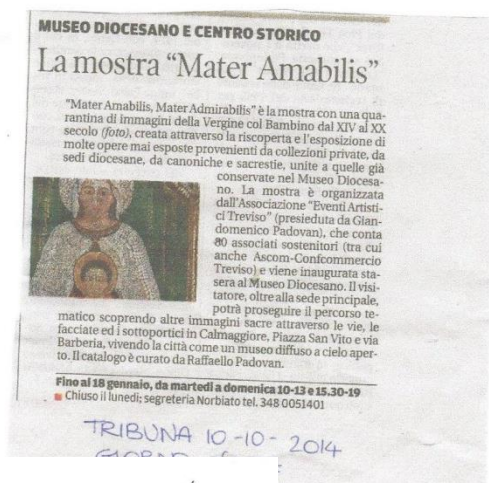 MUSEO DIOCESANO E CENTRO STORICO
La mostra “Mater Amabilis”
“Mater Amabilis, Mater Admirabilis” è la mostra con una qua-
rantina di immagini della Vergine col Bambino dal XIV al XX
secolo (foto), creata attraverso la riscoperta e l'esposizione di
molte opere mai esposte provenienti da collezioni private, da
sedi diocesane, da canoniche e sacrestie, unite a quelle già
conservate nel Museo Diocesa-
no. La mostra è organizzata
dall'Associazione “Eventi Artisti-
ci Treviso” (presieduta da Gian-
domenico Padovan), che conta
80 associati sostenitori (tra cui
anche Ascom-Confcommercio
Treviso) e viene inaugurata sta-
sera al Museo Diocesano. Il visi-
tatore, oltre alla sede principale,
potrà proseguire il percorso te-
matico scoprendo altre immagini sacre attraverso le vie, le
facciate ed i sottoportici in Calmaggiore, Piazza San Vito e via
Barberia, vivendo la città come un museo diffuso a cielo aper-
to. Il catalogo è curato da Raffaello Padovan.
Fino al 18 gennaio, da martedì a domenica 10-13 e 15.30-19
Chiuso il lunedì; segreteria Norbiato tel. 348 0051401
TRIBUNA 10-10-2014